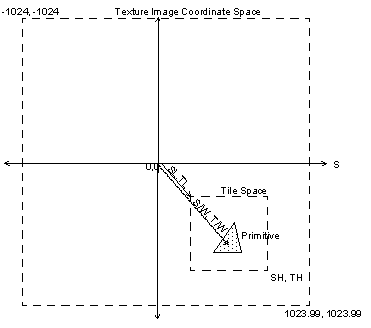 -1024, -1024
Texture Image Coordinate Space
0,0
S
SL, TL
S/W, T/W
Tile Space
Primitive
SH, TH
1023.99, 1023.99